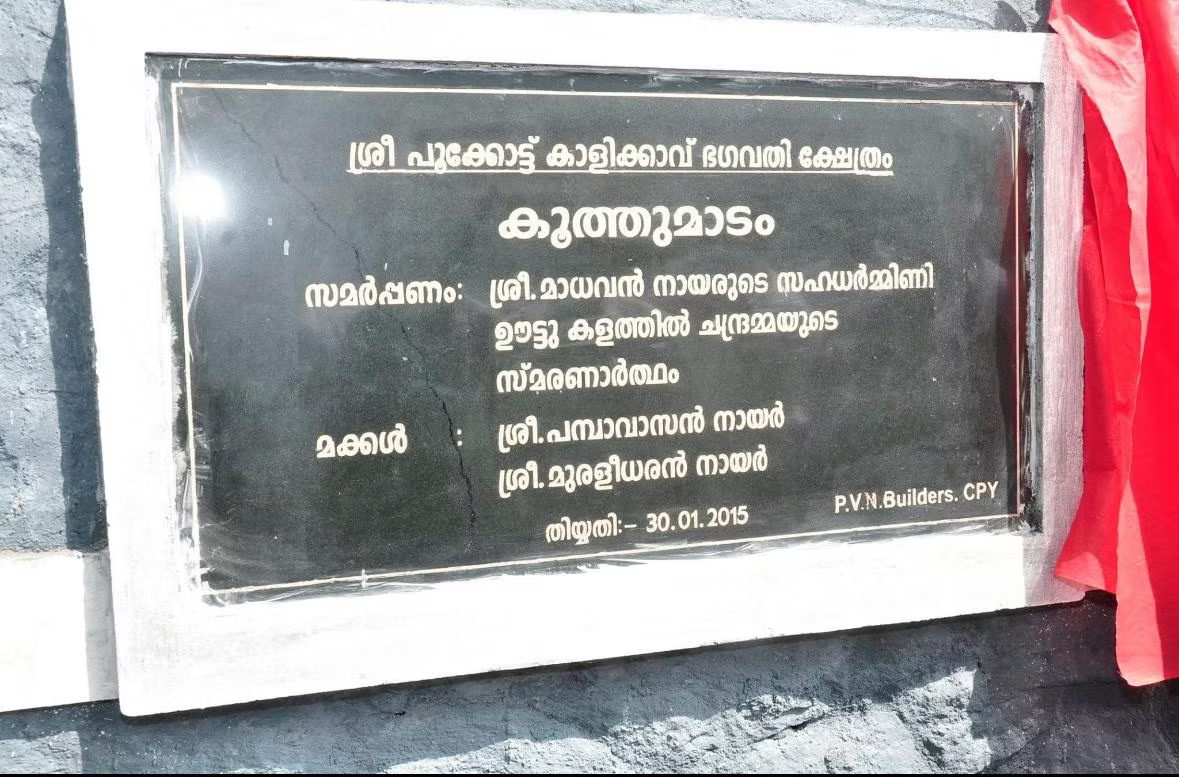 ശ്രീ പൂക്കോട്ട് കാളിക്കാവ് ഭഗവതി ക്ഷേത്രം
കൂത്തുമാടം
സമർപ്പണം: ശ്രീ.മാധവൻ നായരുടെ സഹധർമ്മിണി
ഊട്ടു കളത്തിൽ ചന്ദ്രമ്മയുടെ
സ്മരണാർത്ഥം
മക്കൾ : ശ്രീ.പമ്പാവാസൻ നായർ
ശ്രീ.മുരളീധരൻ നായർ
തിയ്യതി:- 30.01.2015
P.V.N.Builders. CPY